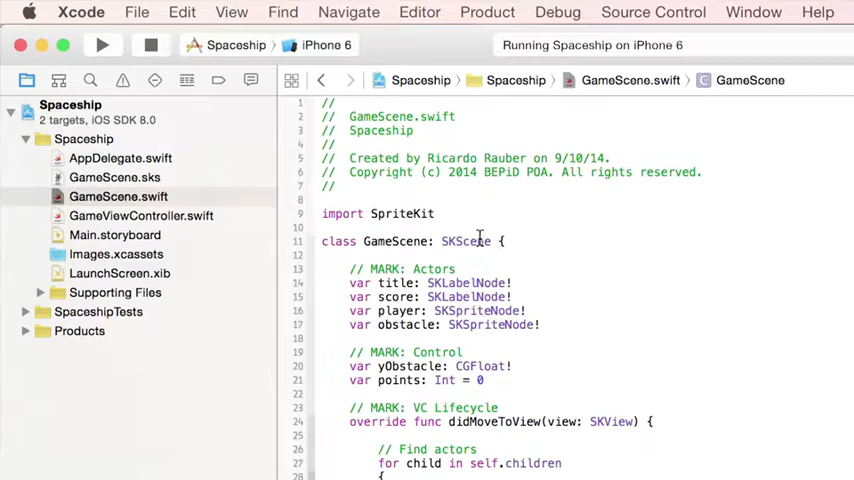 Xcode File Edit View Find Navigate Editor Product Debug Source Control Window Help
Spaceship iPhone 6 Running Spaceship on iPhone 6
Spaceship Spaceship GameScene.swift C GameScene
Spaceship
2 targets, iOS SDK 8.0
Spaceship
AppDelegate.swift
GameScene.sks
GameScene.swift
GameViewController.swift
Main.storyboard
Images.xcassets
LaunchScreen.xib
Supporting Files
SpaceshipTests
Products
1 //
2 // GameScene.swift
3 // Spaceship
4 //
5 // Created by Ricardo Rauber on 9/10/14.
6 // Copyright (c) 2014 BEPiD POA. All rights reserved.
7 //
8
9 import SpriteKit
10
11 class GameScene: SKScene {
12
13 // MARK: Actors
14 var title: SKLabelNode!
15 var score: SKLabelNode!
16 var player: SKSpriteNode!
17 var obstacle: SKSpriteNode!
18
19 // MARK: Control
20 var yObstacle: CGFloat!
21 var points: Int = 0
22
23 // MARK: VC Lifecycle
24 override func didMoveToView(view: SKView) {
25
26 // Find actors
27 for child in self.children
28 {